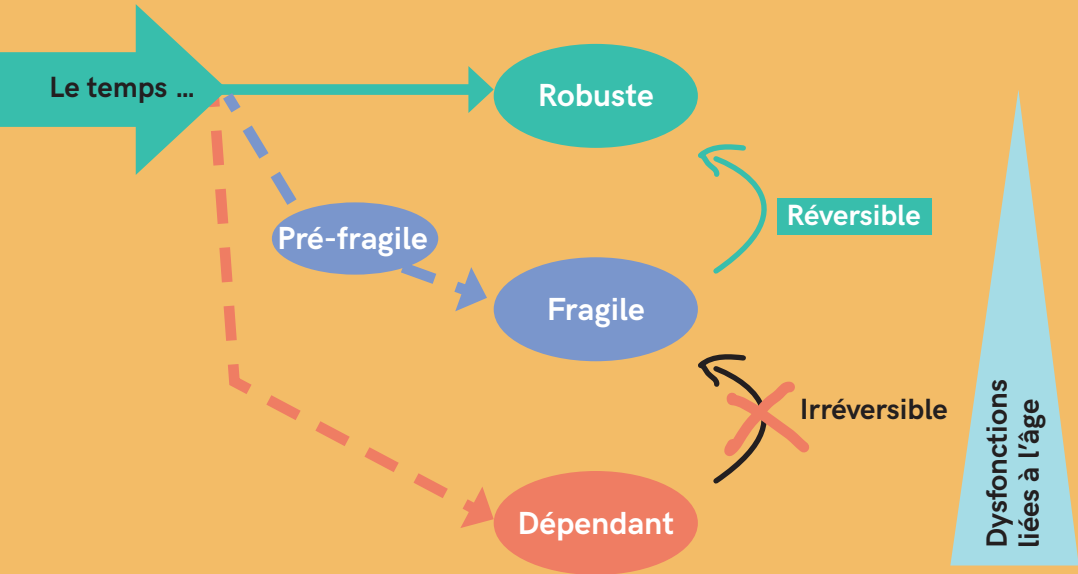 Le temps ...
Robuste
Réversible
Pré-fragile
Fragile
Irréversible
Dépendant
Dysfonctions
liées à l'âge